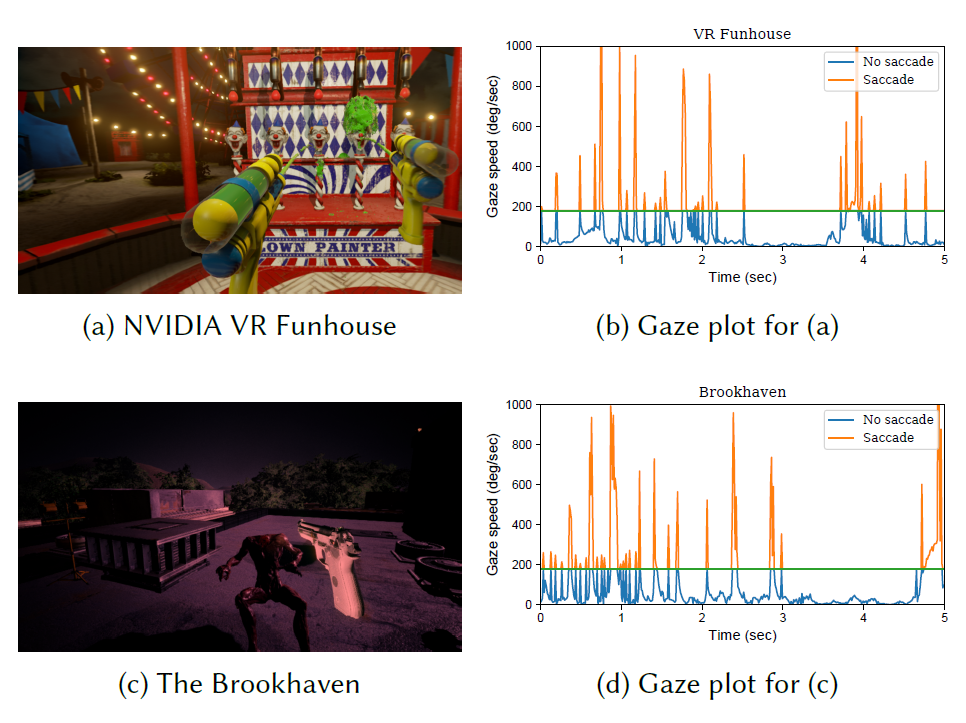 VR Funhouse
1000
800
600
400
200
0
Gaze speed (deg/sec)
No saccade
Saccade
0 1 2 3 4 5
Time (sec)
OWN PAINTER
(a) NVIDIA VR Funhouse
(b) Gaze plot for (a)
Brookhaven
1000
800
600
400
200
0
Gaze speed (deg/sec)
No saccade
Saccade
0 1 2 3 4 5
Time (sec)
(c) The Brookhaven
(d) Gaze plot for (c)